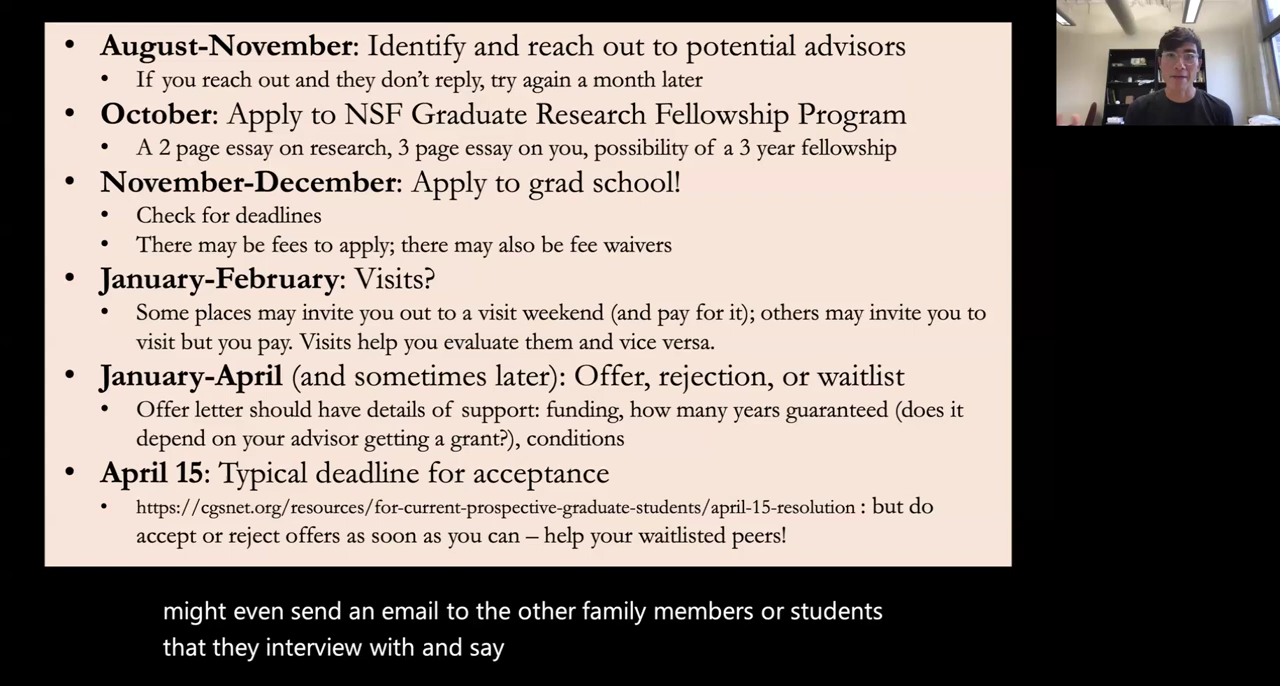 • August-November: Identify and reach out to potential advisors
• If you reach out and they don't reply, try again a month later
• October: Apply to NSF Graduate Research Fellowship Program
• A 2 page essay on research, 3 page essay on you, possibility of a 3 year fellowship
• November-December: Apply to grad school!
• Check for deadlines
• There may be fees to apply; there may also be fee waivers
• January-February: Visits?
• Some places may invite you out to a visit weekend (and pay for it); others may invite you to
visit but you pay. Visits help you evaluate them and vice versa.
• January-April (and sometimes later): Offer, rejection, or waitlist
• Offer letter should have details of support: funding, how many years guaranteed (does it
depend on your advisor getting a grant?), conditions
• April 15: Typical deadline for acceptance
• https://cgsnet.org/resources/for-current-prospective-graduate-students/april-15-resolution : but do
accept or reject offers as soon as you can – help your waitlisted peers!
might even send an email to the other family members or students
that they interview with and say